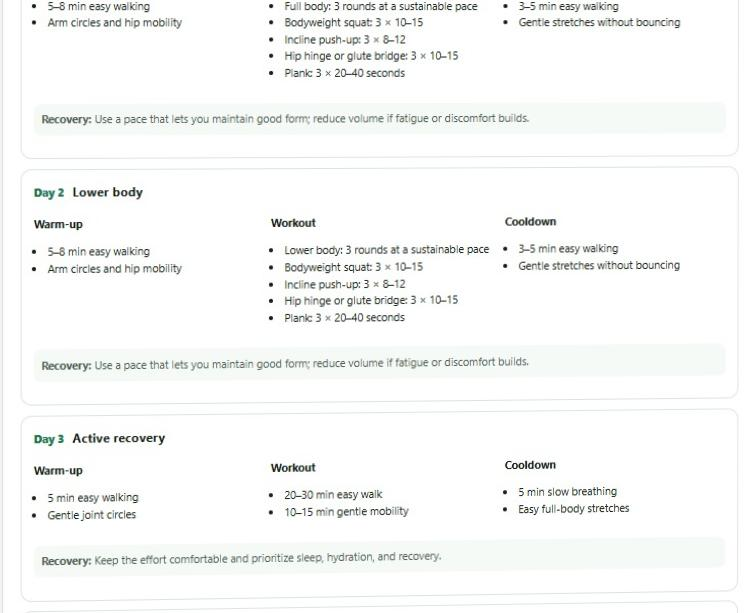 5–8 min easy walking
Arm circles and hip mobility
Full body: 3 rounds at a sustainable pace
Bodyweight squat: 3 × 10–15
Incline push-up: 3 × 8–12
Hip hinge or glute bridge: 3 × 10–15
Plank: 3 × 20–40 seconds
3–5 min easy walking
Gentle stretches without bouncing
Recovery: Use a pace that lets you maintain good form; reduce volume if fatigue or discomfort builds.
Day 2 Lower body
Warm-up
5–8 min easy walking
Arm circles and hip mobility
Workout
Lower body: 3 rounds at a sustainable pace
Bodyweight squat: 3 × 10–15
Incline push-up: 3 × 8–12
Hip hinge or glute bridge: 3 × 10–15
Plank: 3 × 20–40 seconds
Cooldown
3–5 min easy walking
Gentle stretches without bouncing
Recovery: Use a pace that lets you maintain good form; reduce volume if fatigue or discomfort builds.
Day 3 Active recovery
Warm-up
5 min easy walking
Gentle joint circles
Workout
20–30 min easy walk
10–15 min gentle mobility
Cooldown
5 min slow breathing
Easy full-body stretches
Recovery: Keep the effort comfortable and prioritize sleep, hydration, and recovery.